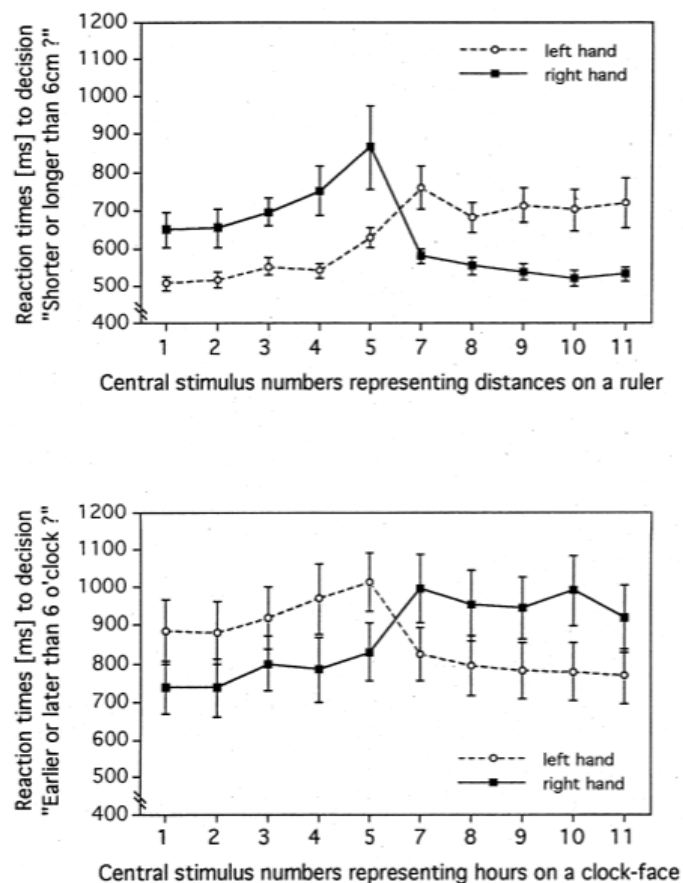 Reaction times [ms] to decision
"Shorter or longer than 6cm ?"
1200
1100
1000
900
800
700
600
500
400
left hand
right hand
1 2 3 4 5 7 8 9 10 11
Central stimulus numbers representing distances on a ruler
Reaction times [ms] to decision
"Earlier or later than 6 o'clock ?"
1200
1100
1000
900
800
700
600
500
400
left hand
right hand
1 2 3 4 5 7 8 9 10 11
Central stimulus numbers representing hours on a clock-face